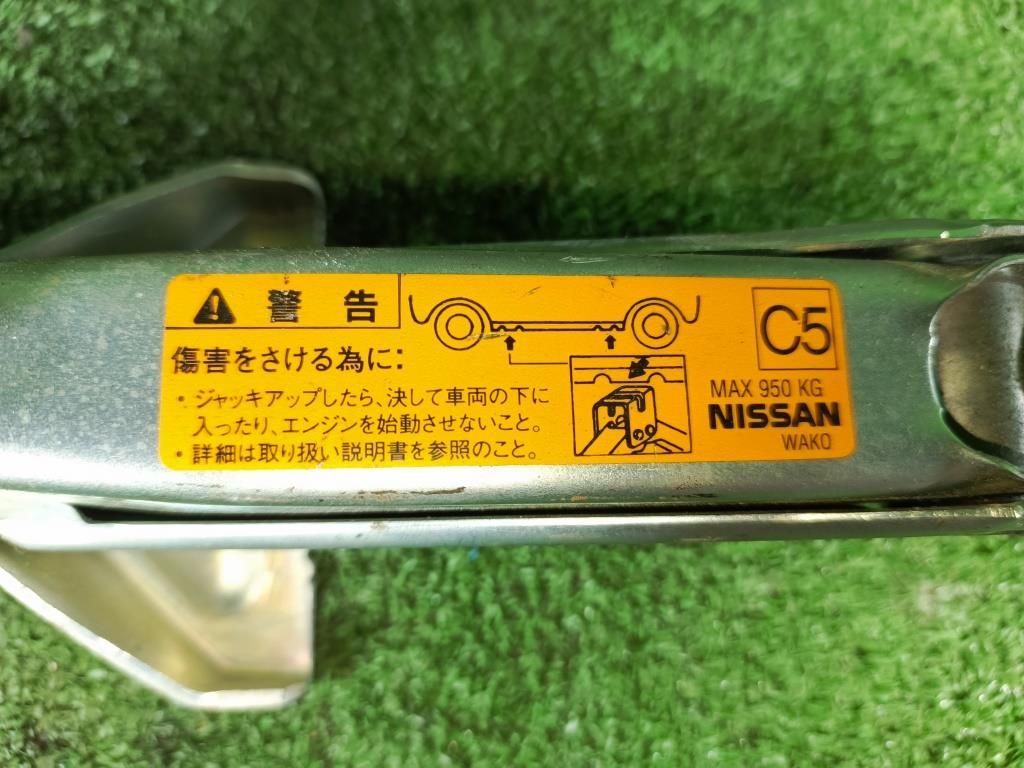 警告
傷害をさける為に:
・ジャッキアップしたら、決して車両の下に
入ったり、エンジンを始動させないこと。
・詳細は取り扱い説明書を参照のこと。
C5
MAX 950 KG
NISSAN
WAKO